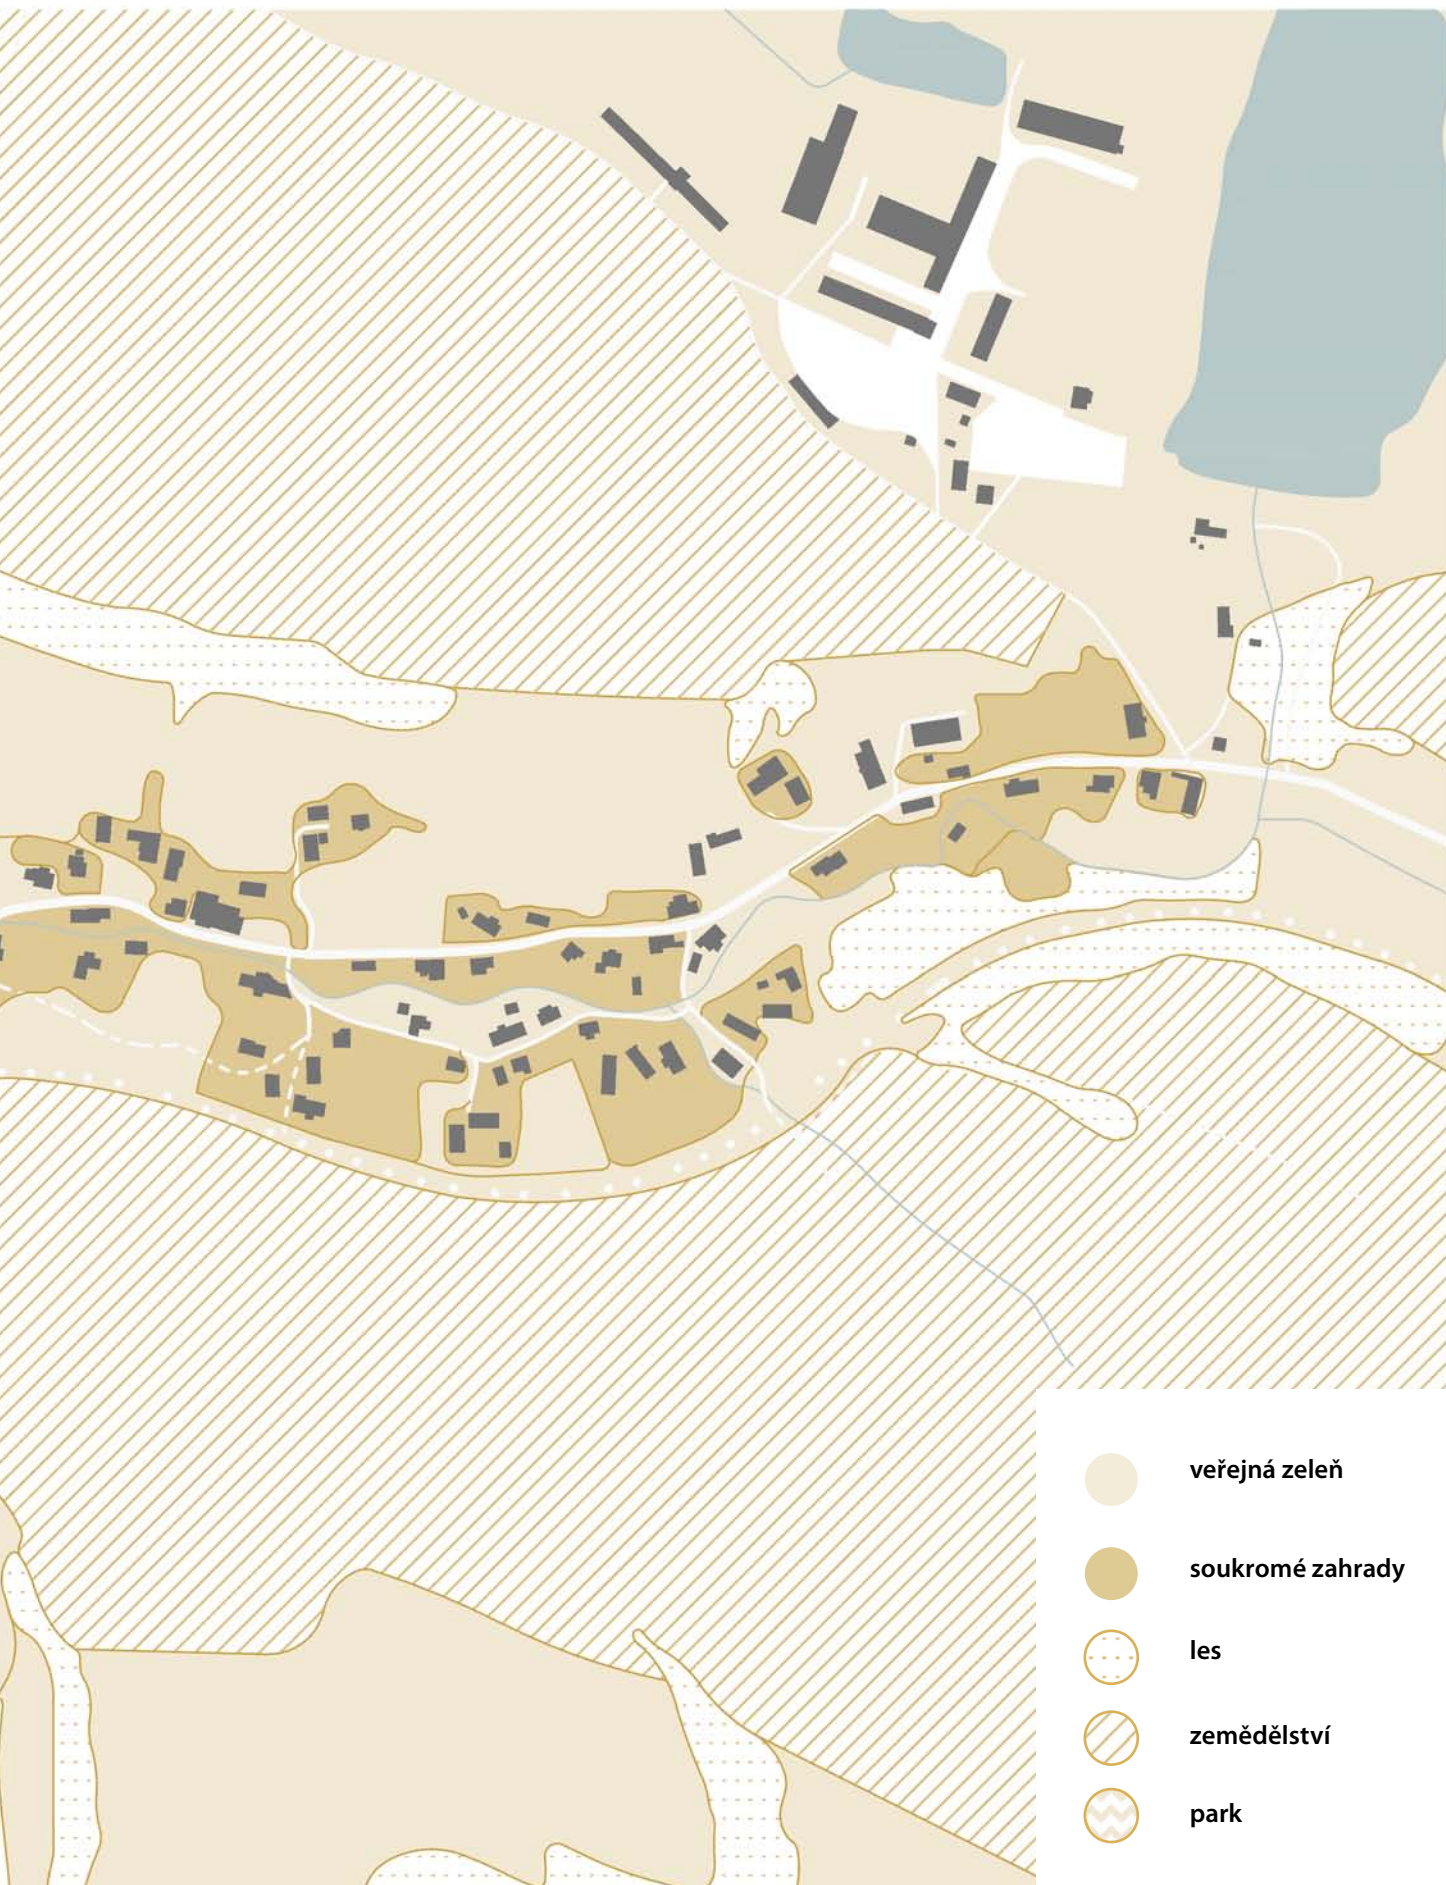 veřejná zeleň
soukromé zahrady
les
zemědělství
park